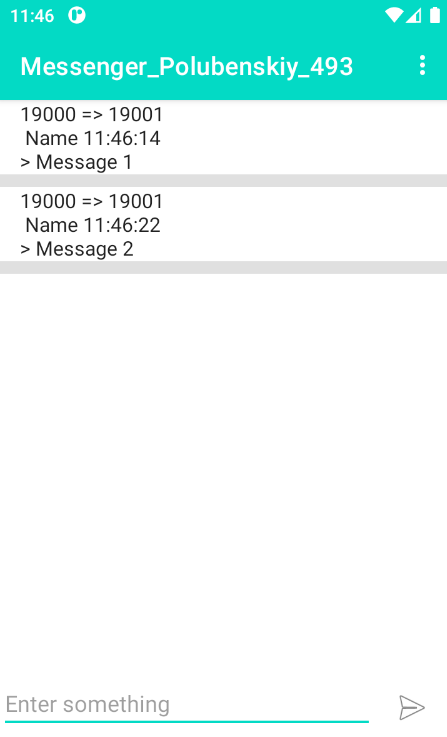 11:46
Messenger_Polubenskiy_493
19000 => 19001
Name 11:46:14
> Message 1
19000 => 19001
Name 11:46:22
> Message 2
Enter something